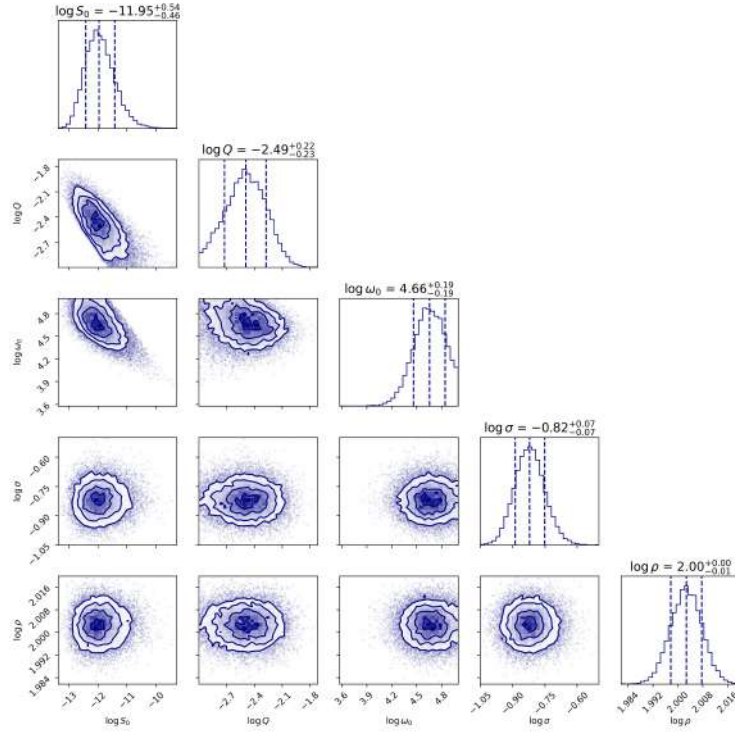 log S₀ = −11.95 +0.54 −0.46
log Q = −2.49 +0.22 −0.23
−1.8
−2.1
−2.4
−2.7
log Q
log ω₀ = 4.66 +0.19 −0.19
4.8
4.5
4.2
3.9
3.6
log ω₀
log σ = −0.82 +0.07 −0.07
−0.60
−0.75
−0.90
−1.05
log σ
log ρ = 2.00 +0.00 −0.01
2.016
2.008
2.000
1.992
1.984
log ρ
−13 −12 −11 −10 −2.7 −2.4 −2.1 −1.8 3.6 3.9 4.2 4.5 4.8 −1.05 −0.90 −0.75 −0.60 1.984 1.992 2.000 2.008 2.016
log S₀ log Q log ω₀ log σ log ρ